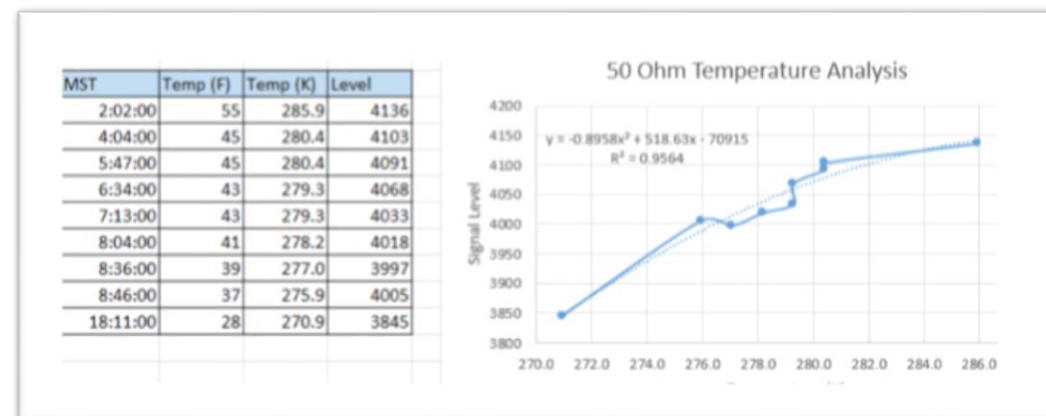 MST Temp (F) Temp (K) Level
2:02:00 55 285.9 4136
4:04:00 45 280.4 4103
5:47:00 45 280.4 4091
6:34:00 43 279.3 4068
7:13:00 43 279.3 4033
8:04:00 41 278.2 4018
8:36:00 39 277.0 3997
8:46:00 37 275.9 4005
18:11:00 28 270.9 3845
50 Ohm Temperature Analysis
y = -0.8958x² + 518.63x - 70915
R² = 0.9564
Signal Level
4200
4150
4100
4050
4000
3950
3900
3850
3800
270.0 272.0 274.0 276.0 278.0 280.0 282.0 284.0 286.0